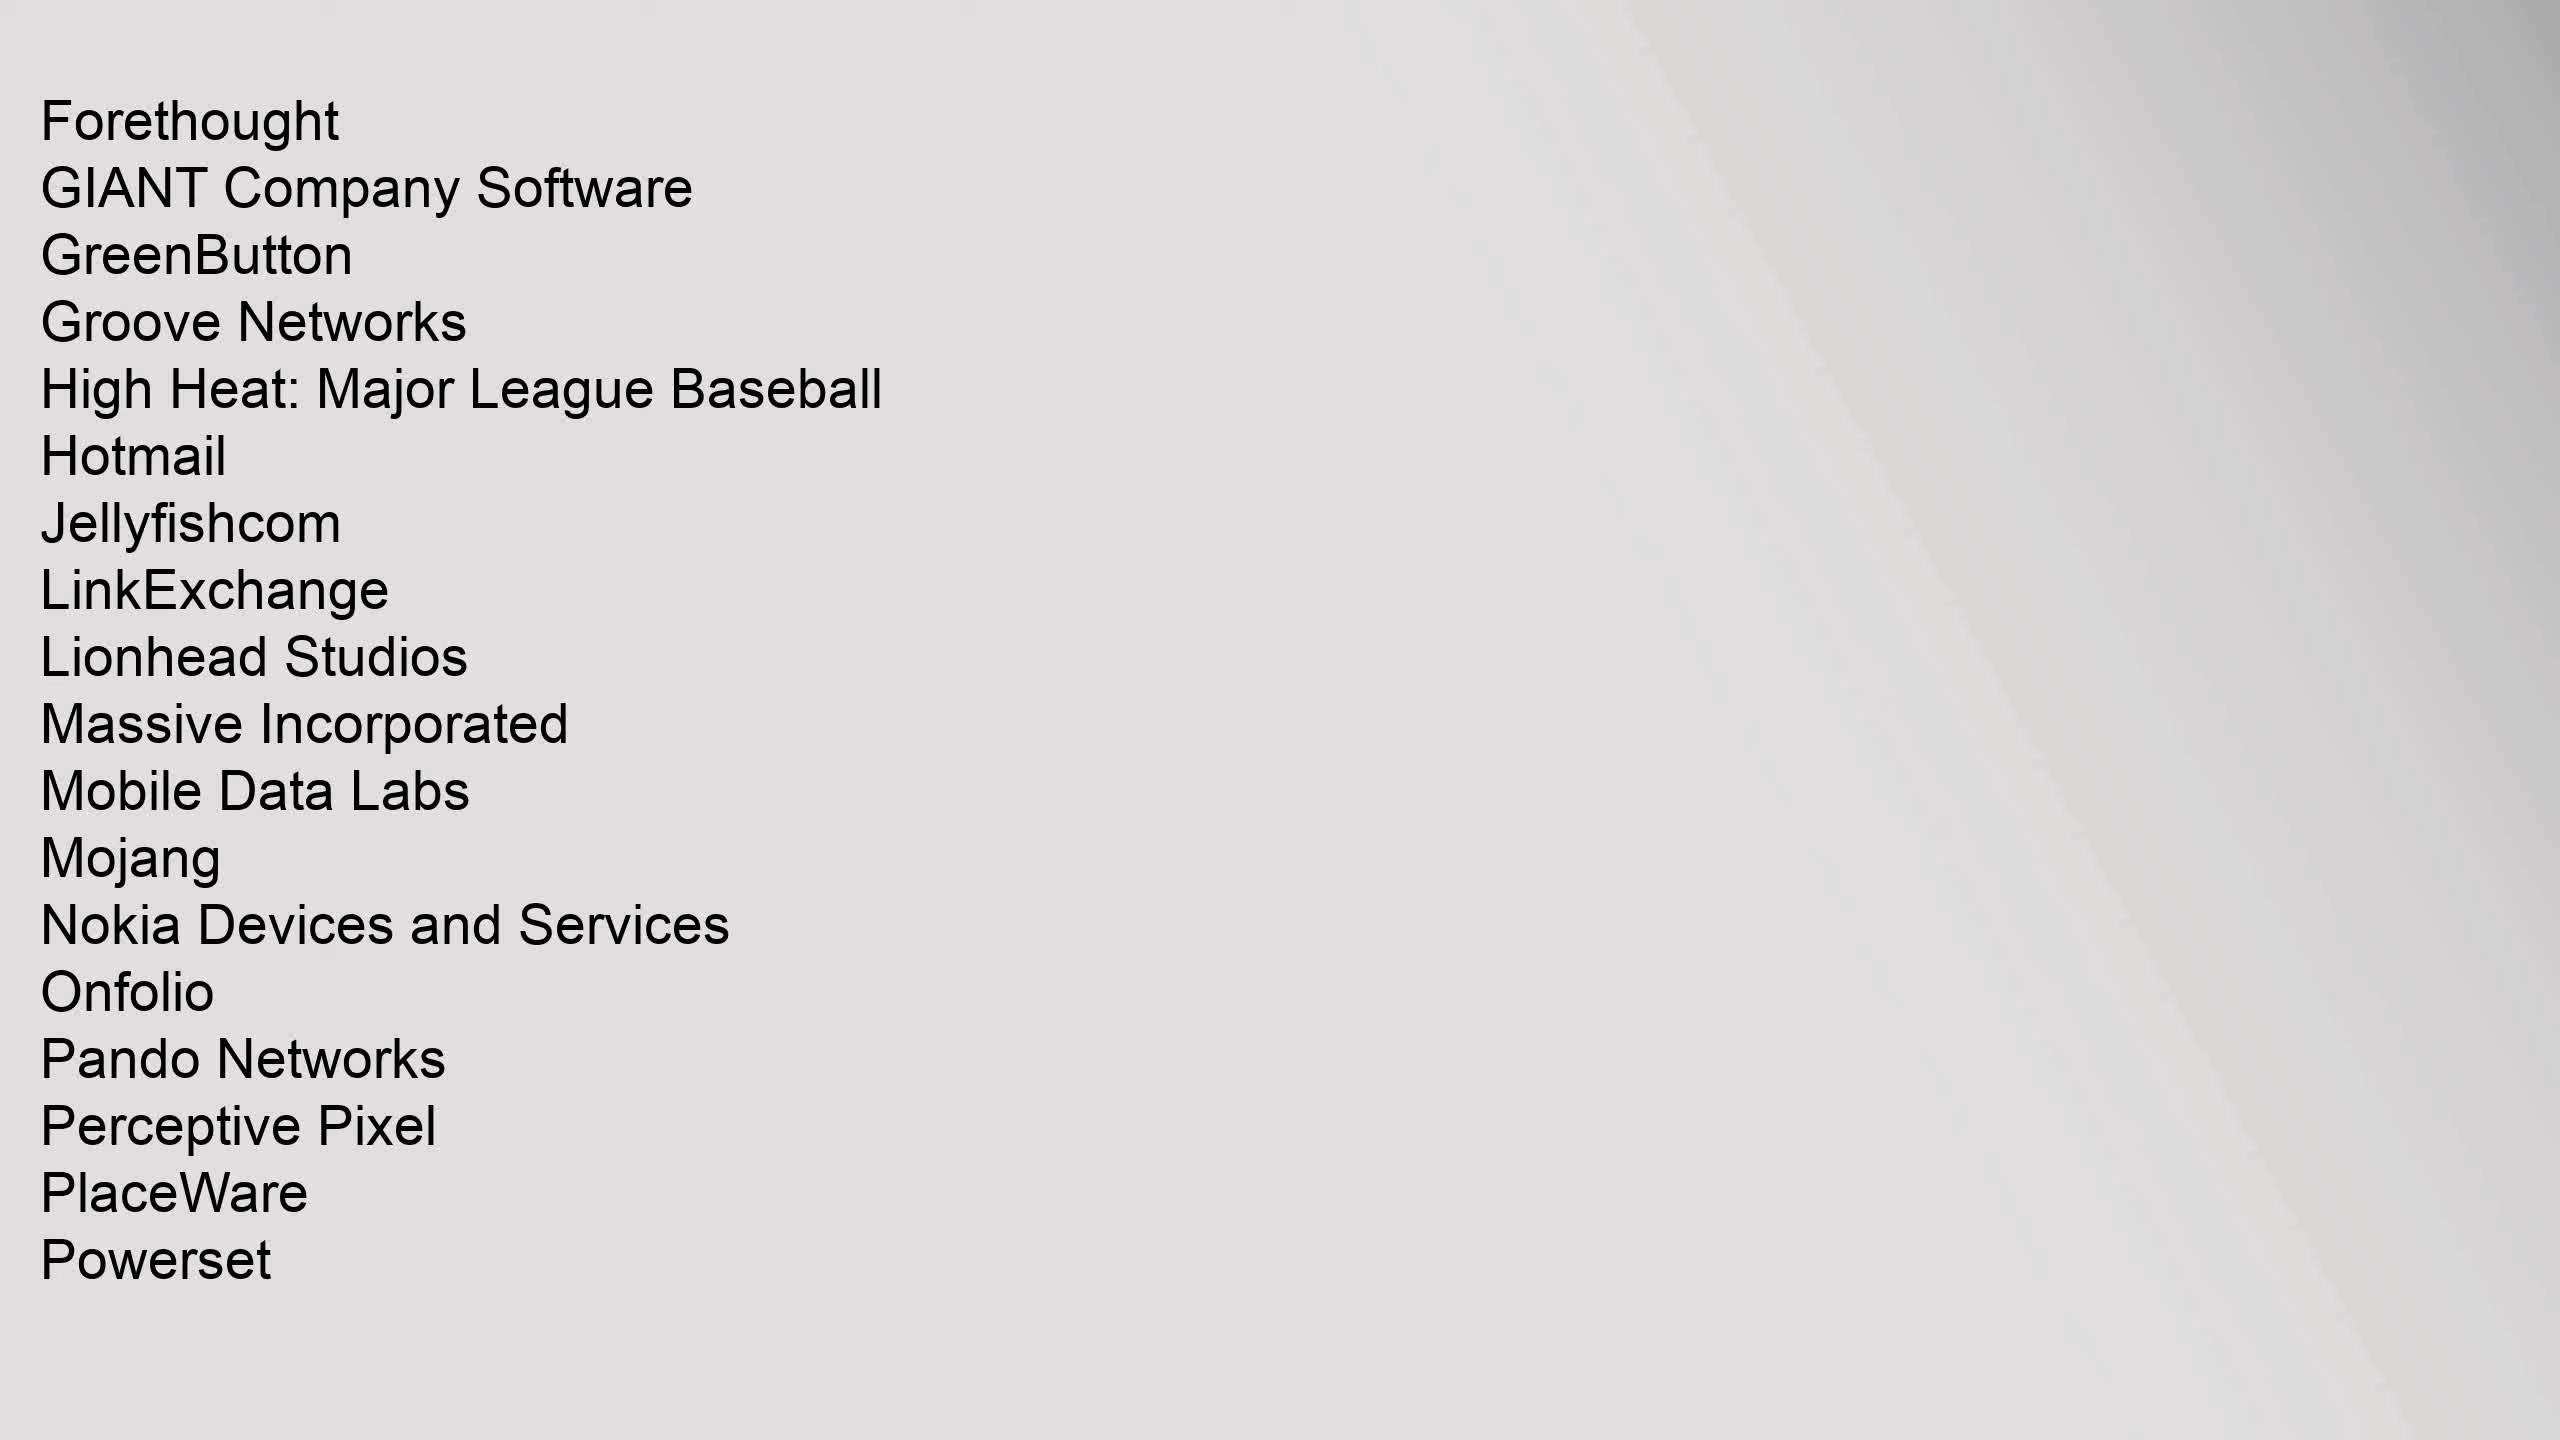 Forethought
GIANT Company Software
GreenButton
Groove Networks
High Heat: Major League Baseball
Hotmail
Jellyfishcom
LinkExchange
Lionhead Studios
Massive Incorporated
Mobile Data Labs
Mojang
Nokia Devices and Services
Onfolio
Pando Networks
Perceptive Pixel
PlaceWare
Powerset